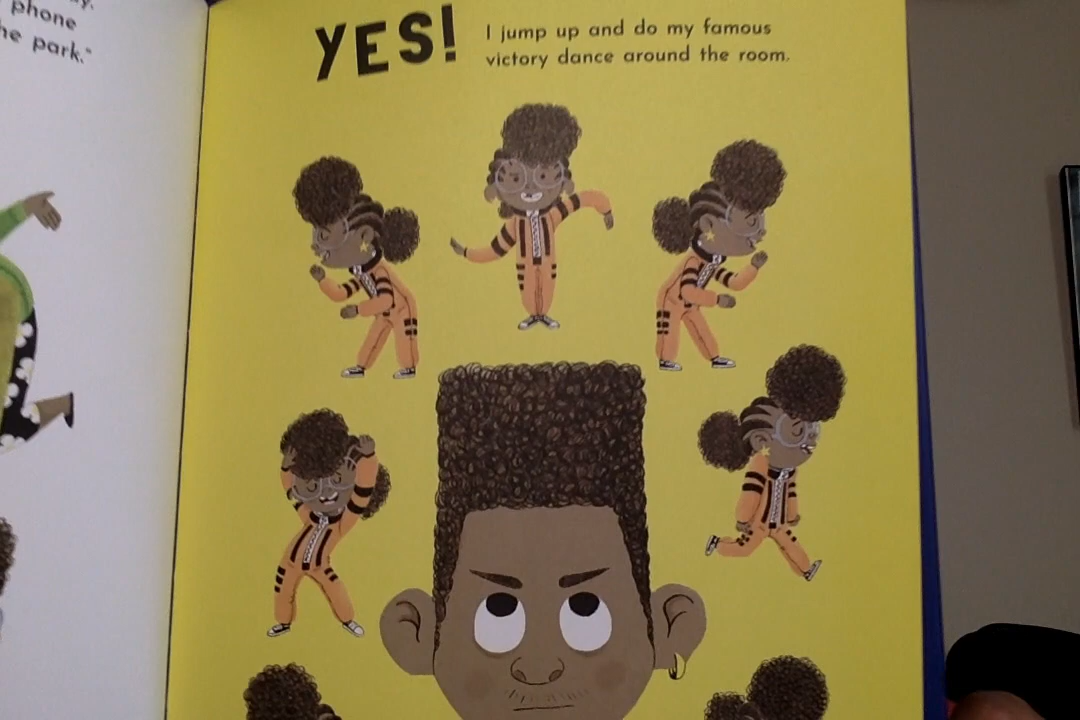 phone
he park."
YES!
I jump up and do my famous
victory dance around the room.